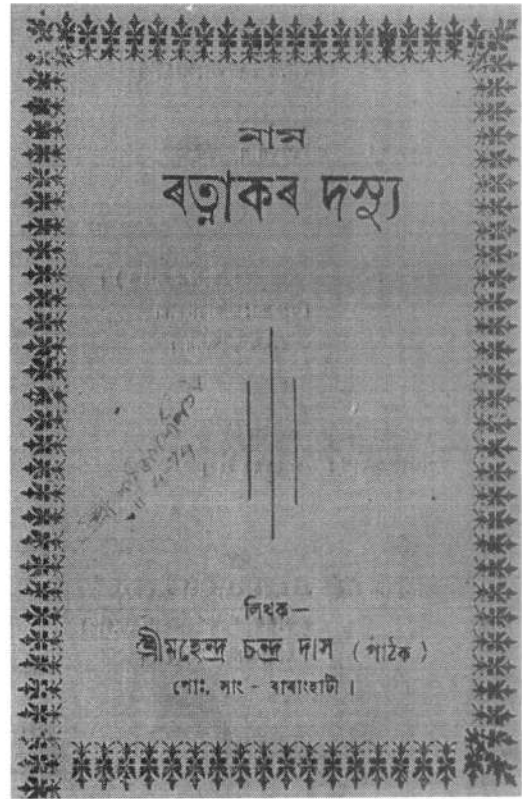 নাম
ৰত্নাকৰ দস্যু
লিখক—
শ্ৰীমহেন্দ্ৰ চন্দ্ৰ দাস (পাঠক)
পোঃ, সাং - বাৰাংহাটী।